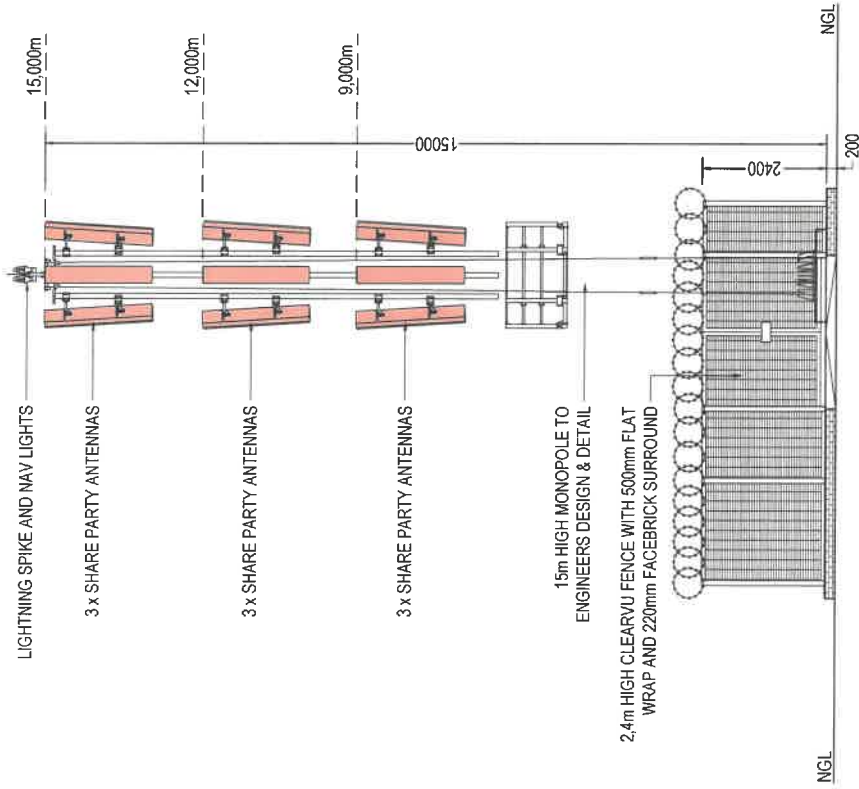 LIGHTNING SPIKE AND NAV LIGHTS
15,000m
3 x SHARE PARTY ANTENNAS
12,000m
3 x SHARE PARTY ANTENNAS
9,000m
3 x SHARE PARTY ANTENNAS
15000
15m HIGH MONOPOLE TO
ENGINEERS DESIGN & DETAIL
2,4m HIGH CLEARVU FENCE WITH 500mm FLAT
WRAP AND 220mm FACEBRICK SURROUND
2400
200
NGL
NGL